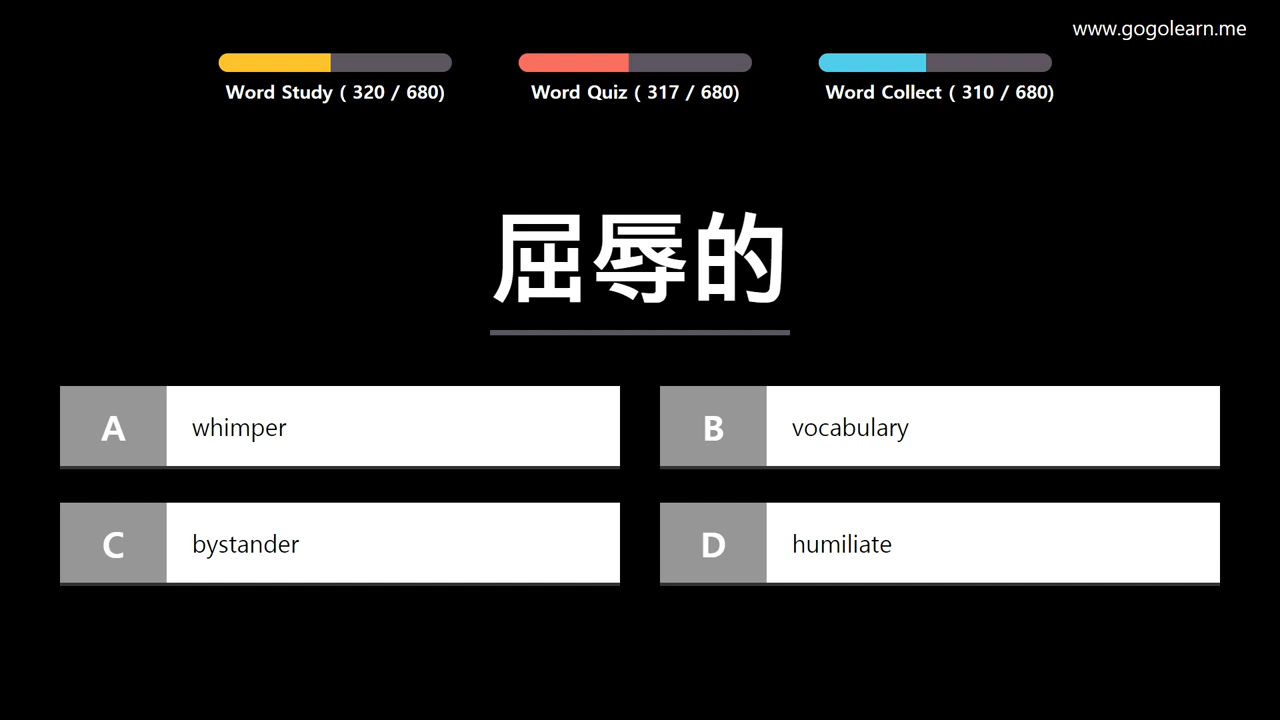 www.gogolearn.me
Word Study ( 320 / 680)
Word Quiz ( 317 / 680)
Word Collect ( 310 / 680)
屈辱的
A whimper
B vocabulary
C bystander
D humiliate